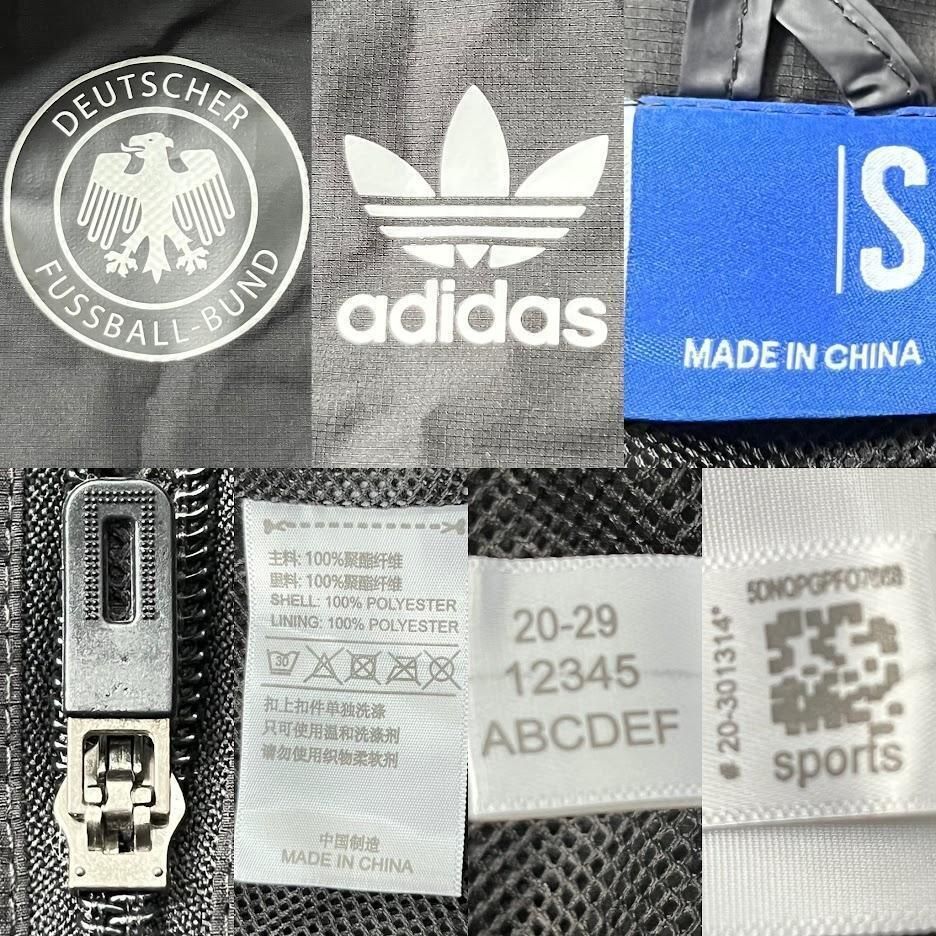 DEUTSCHER
FUSSBALL-BUND
adidas
S
MADE IN CHINA
主料: 100%聚酯纤维
里料: 100%聚酯纤维
SHELL: 100% POLYESTER
LINING: 100% POLYESTER
30
扣上扣件单独洗涤
只可使用温和洗涤剂
请勿使用织物柔软剂
中国制造
MADE IN CHINA
20-29
12345
ABCDEF
# 20-301314*
sports